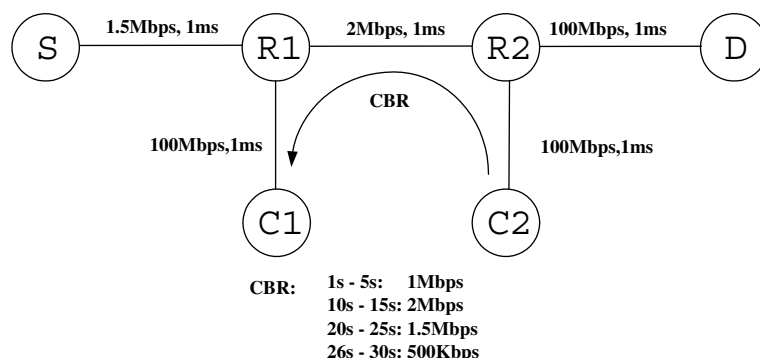 1.5Mbps, 1ms
2Mbps, 1ms
100Mbps, 1ms
S
R1
R2
D
CBR
100Mbps,1ms
100Mbps,1ms
C1
C2
CBR: 1s - 5s: 1Mbps
10s - 15s: 2Mbps
20s - 25s: 1.5Mbps
26s - 30s: 500Kbps